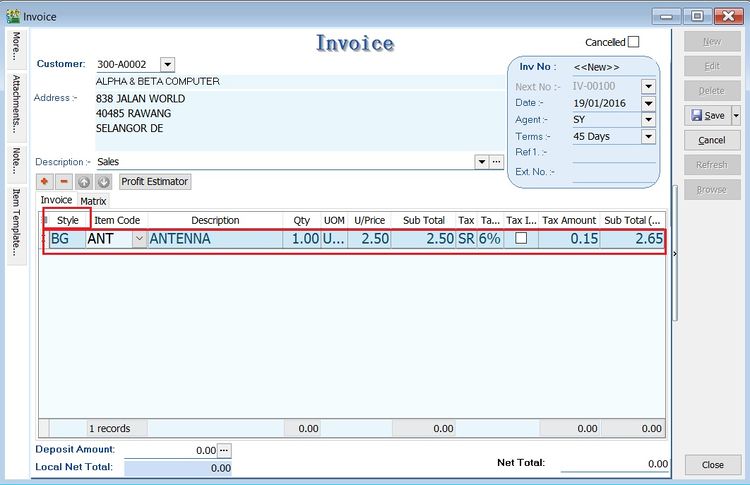 Invoice
More...
Attachments...
Note...
Item Template...
Invoice
Cancelled
Customer: 300-A0002
ALPHA & BETA COMPUTER
Address :- 838 JALAN WORLD
40485 RAWANG
SELANGOR DE
Inv No : <<New>>
Next No :- IV-00100
Date :- 19/01/2016
Agent :- SY
Terms :- 45 Days
Ref1. :-
Ext. No. :-
Description :- Sales
Profit Estimator
Invoice Matrix
Style Item Code Description Qty UOM U/Price Sub Total Tax Ta... Tax I... Tax Amount Sub Total (...
BG ANT ANTENNA 1.00 U... 2.50 2.50 SR 6% 0.15 2.65
1 records 0.00 0.00 0.00 0.00
Deposit Amount: 0.00 ...
Local Net Total: 0.00
Net Total: 0.00
New
Edit
Delete
Save
Cancel
Refresh
Browse
Close